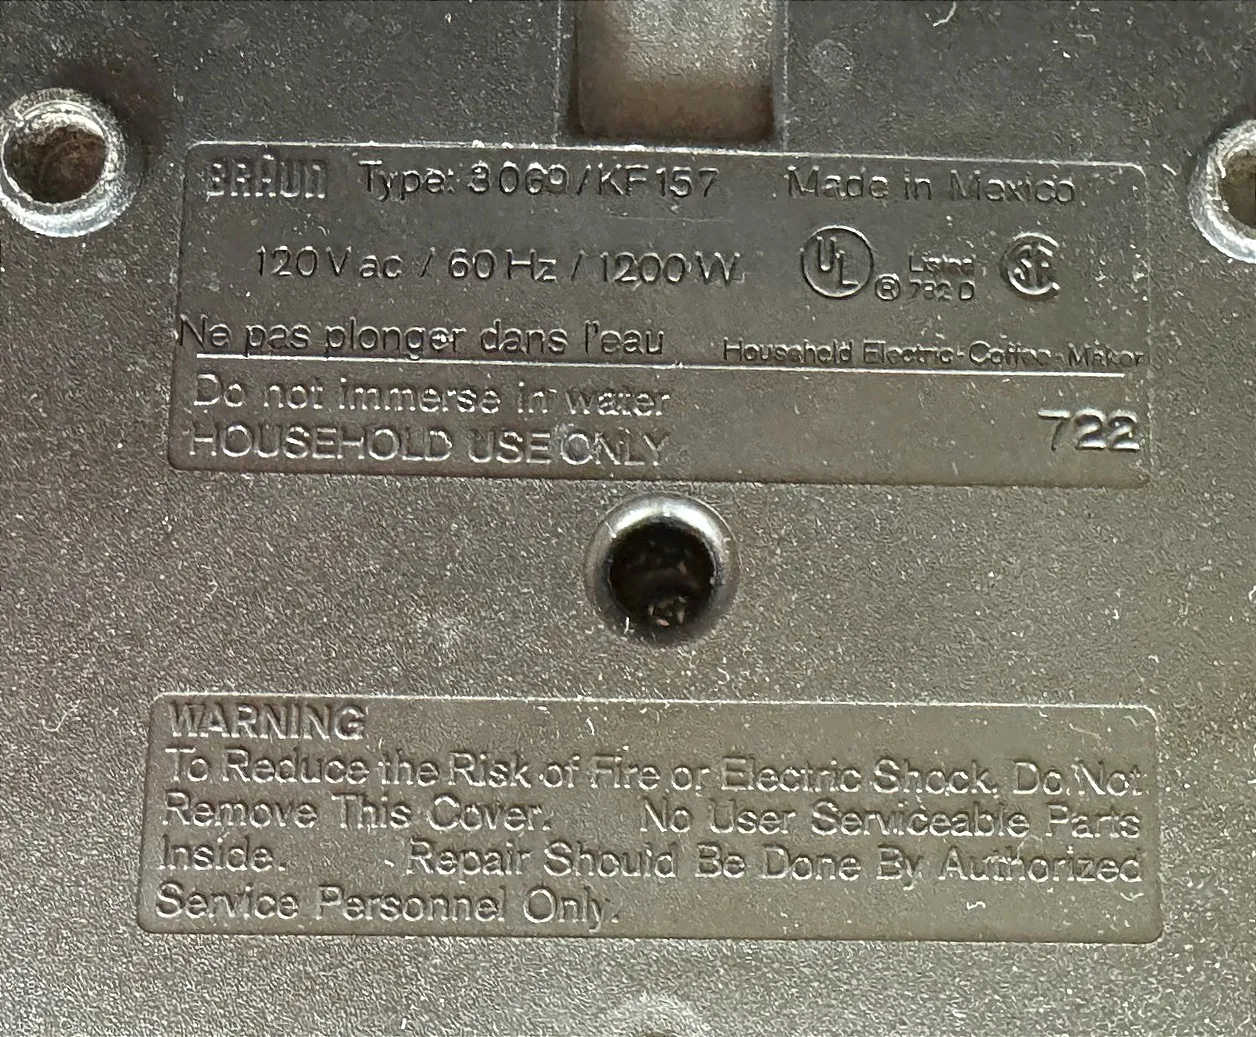 BRAUN Type: 3069/KF157 Made in Mexico
120V ac / 60 Hz / 1200W UL ® Listed 782 D SA
Ne pas plonger dans l'eau Household Electric-Coffee-Maker
Do not immerse in water
HOUSEHOLD USE ONLY 722
WARNING
To Reduce the Risk of Fire or Electric Shock, Do Not
Remove This Cover. No User Serviceable Parts
Inside. Repair Should Be Done By Authorized
Service Personnel Only.